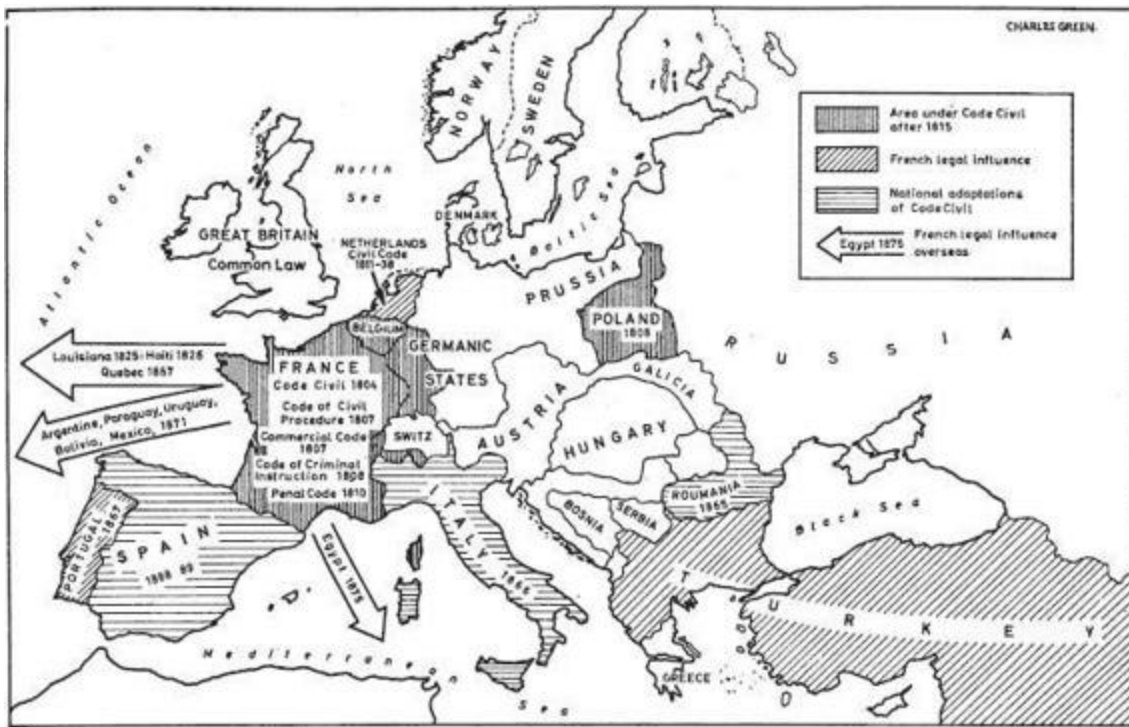 CHARLES GREEN.
Area under Code Civil
after 1815
French legal influence
National adaptations
of Code Civil
Egypt 1875
French legal influence
overseas
Atlantic Ocean
North
Sea
NORWAY
SWEDEN
Baltic Sea
DENMARK
GREAT BRITAIN
Common Law
NETHERLANDS
Civil Code
1811-38
PRUSSIA
POLAND
1808
RUSSIA
BELGIUM
GERMANIC
STATES
Louisiana 1825: Haiti 1826
Quebec 1867
Argentine, Paraguay, Uruguay,
Bolivia, Mexico, 1871
FRANCE
Code Civil 1804
Code of Civil
Procedure 1807
Commercial Code
1807
Code of Criminal
Instruction 1808
Penal Code 1810
SWITZ
AUSTRIA
GALICIA
HUNGARY
ROUMANIA
1865
BOSNIA
SERBIA
Black Sea
ITALY
PORTUGAL 1867
SPAIN
Egypt 1875
TURKEY
GREECE
Mediterranean
Sea